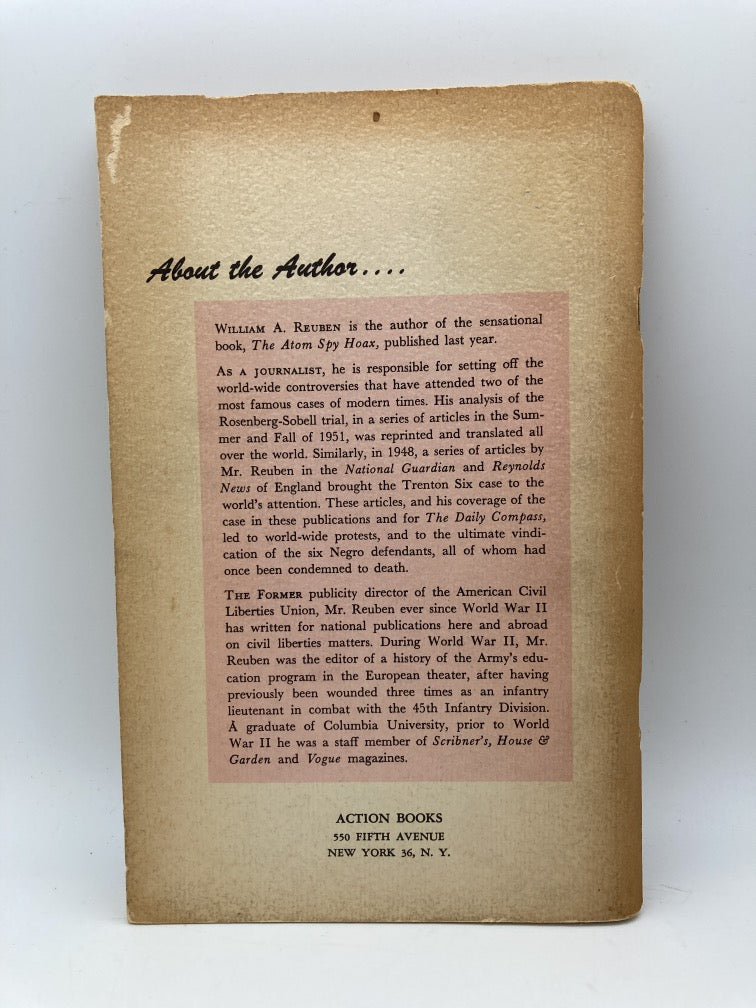 About the Author....
WILLIAM A. REUBEN is the author of the sensational
book, The Atom Spy Hoax, published last year.
AS A JOURNALIST, he is responsible for setting off the
world-wide controversies that have attended two of the
most famous cases of modern times. His analysis of the
Rosenberg-Sobell trial, in a series of articles in the Sum-
mer and Fall of 1951, was reprinted and translated all
over the world. Similarly, in 1948, a series of articles by
Mr. Reuben in the National Guardian and Reynolds
News of England brought the Trenton Six case to the
world's attention. These articles, and his coverage of the
case in these publications and for The Daily Compass,
led to world-wide protests, and to the ultimate vindi-
cation of the six Negro defendants, all of whom had
once been condemned to death.
THE FORMER publicity director of the American Civil
Liberties Union, Mr. Reuben ever since World War II
has written for national publications here and abroad
on civil liberties matters. During World War II, Mr.
Reuben was the editor of a history of the Army's edu-
cation program in the European theater, after having
previously been wounded three times as an infantry
lieutenant in combat with the 45th Infantry Division.
A graduate of Columbia University, prior to World
War II he was a staff member of Scribner's, House &
Garden and Vogue magazines.
ACTION BOOKS
550 FIFTH AVENUE
NEW YORK 36, N. Y.